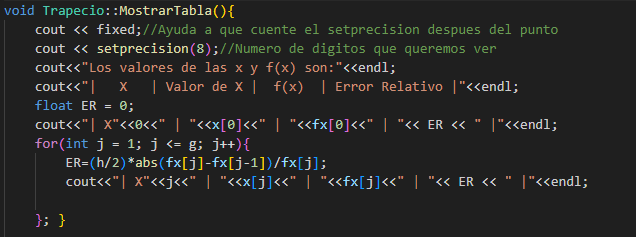 void Trapecio::MostrarTabla(){
cout << fixed;//Ayuda a que cuente el setprecision despues del punto
cout << setprecision(8);//Numero de digitos que queremos ver
cout<<"Los valores de las x y f(x) son:"<<endl;
cout<<"|   X   | Valor de X |  f(x)  | Error Relativo |"<<endl;
float ER = 0;
cout<<"| X"<<0<<" | "<<x[0]<<" | "<<fx[0]<<" | "<< ER << " |"<<endl;
for(int j = 1; j <= g; j++){
ER=(h/2)*abs(fx[j]-fx[j-1])/fx[j];
cout<<"| X"<<j<<" | "<<x[j]<<" | "<<fx[j]<<" | "<< ER << " |"<<endl;
}; }